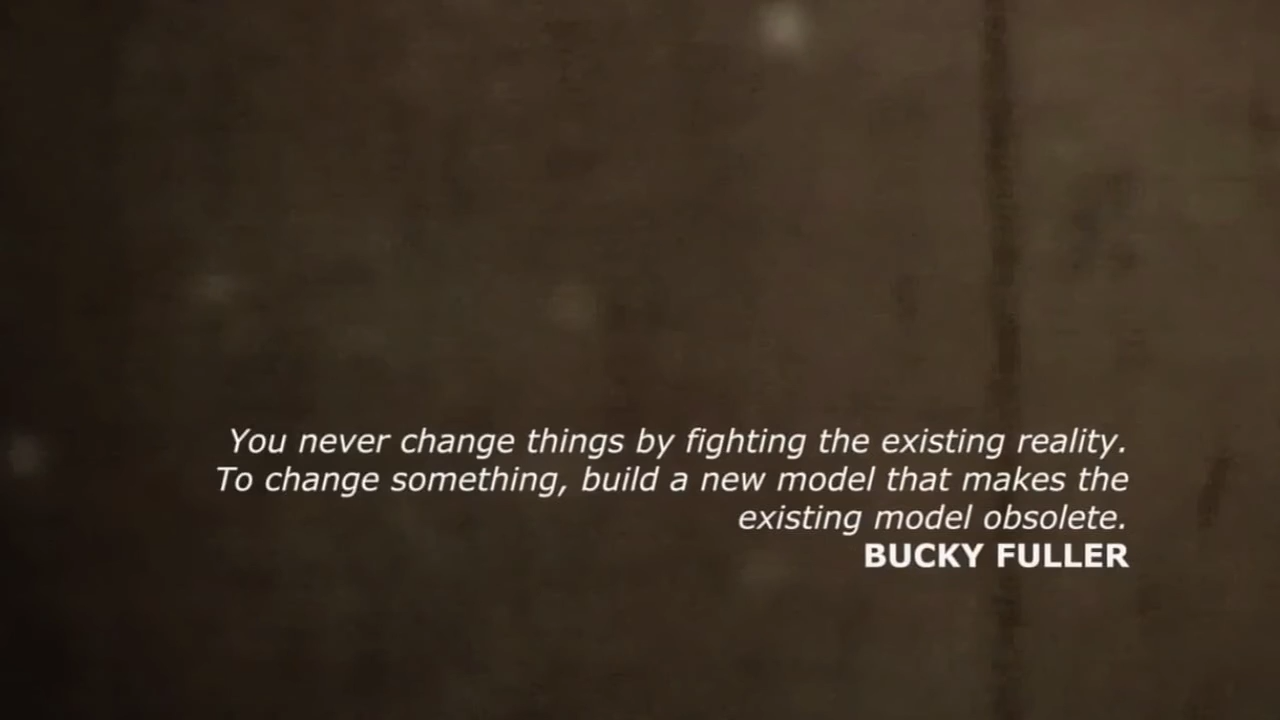 You never change things by fighting the existing reality.
To change something, build a new model that makes the
existing model obsolete.
BUCKY FULLER